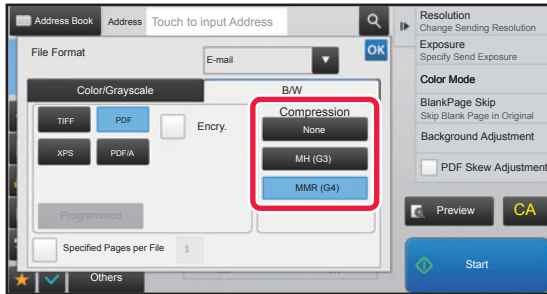 Address Book
Address
Touch to input Address
File Format
E-mail
OK
Color/Grayscale
B/W
TIFF
PDF
Encry.
XPS
PDF/A
Programmed
Compression
None
MH (G3)
MMR (G4)
Specified Pages per File
1
Others
Resolution
Change Sending Resolution
Exposure
Specify Send Exposure
Color Mode
BlankPage Skip
Skip Blank Page in Original
Background Adjustment
PDF Skew Adjustment
Preview
CA
Start